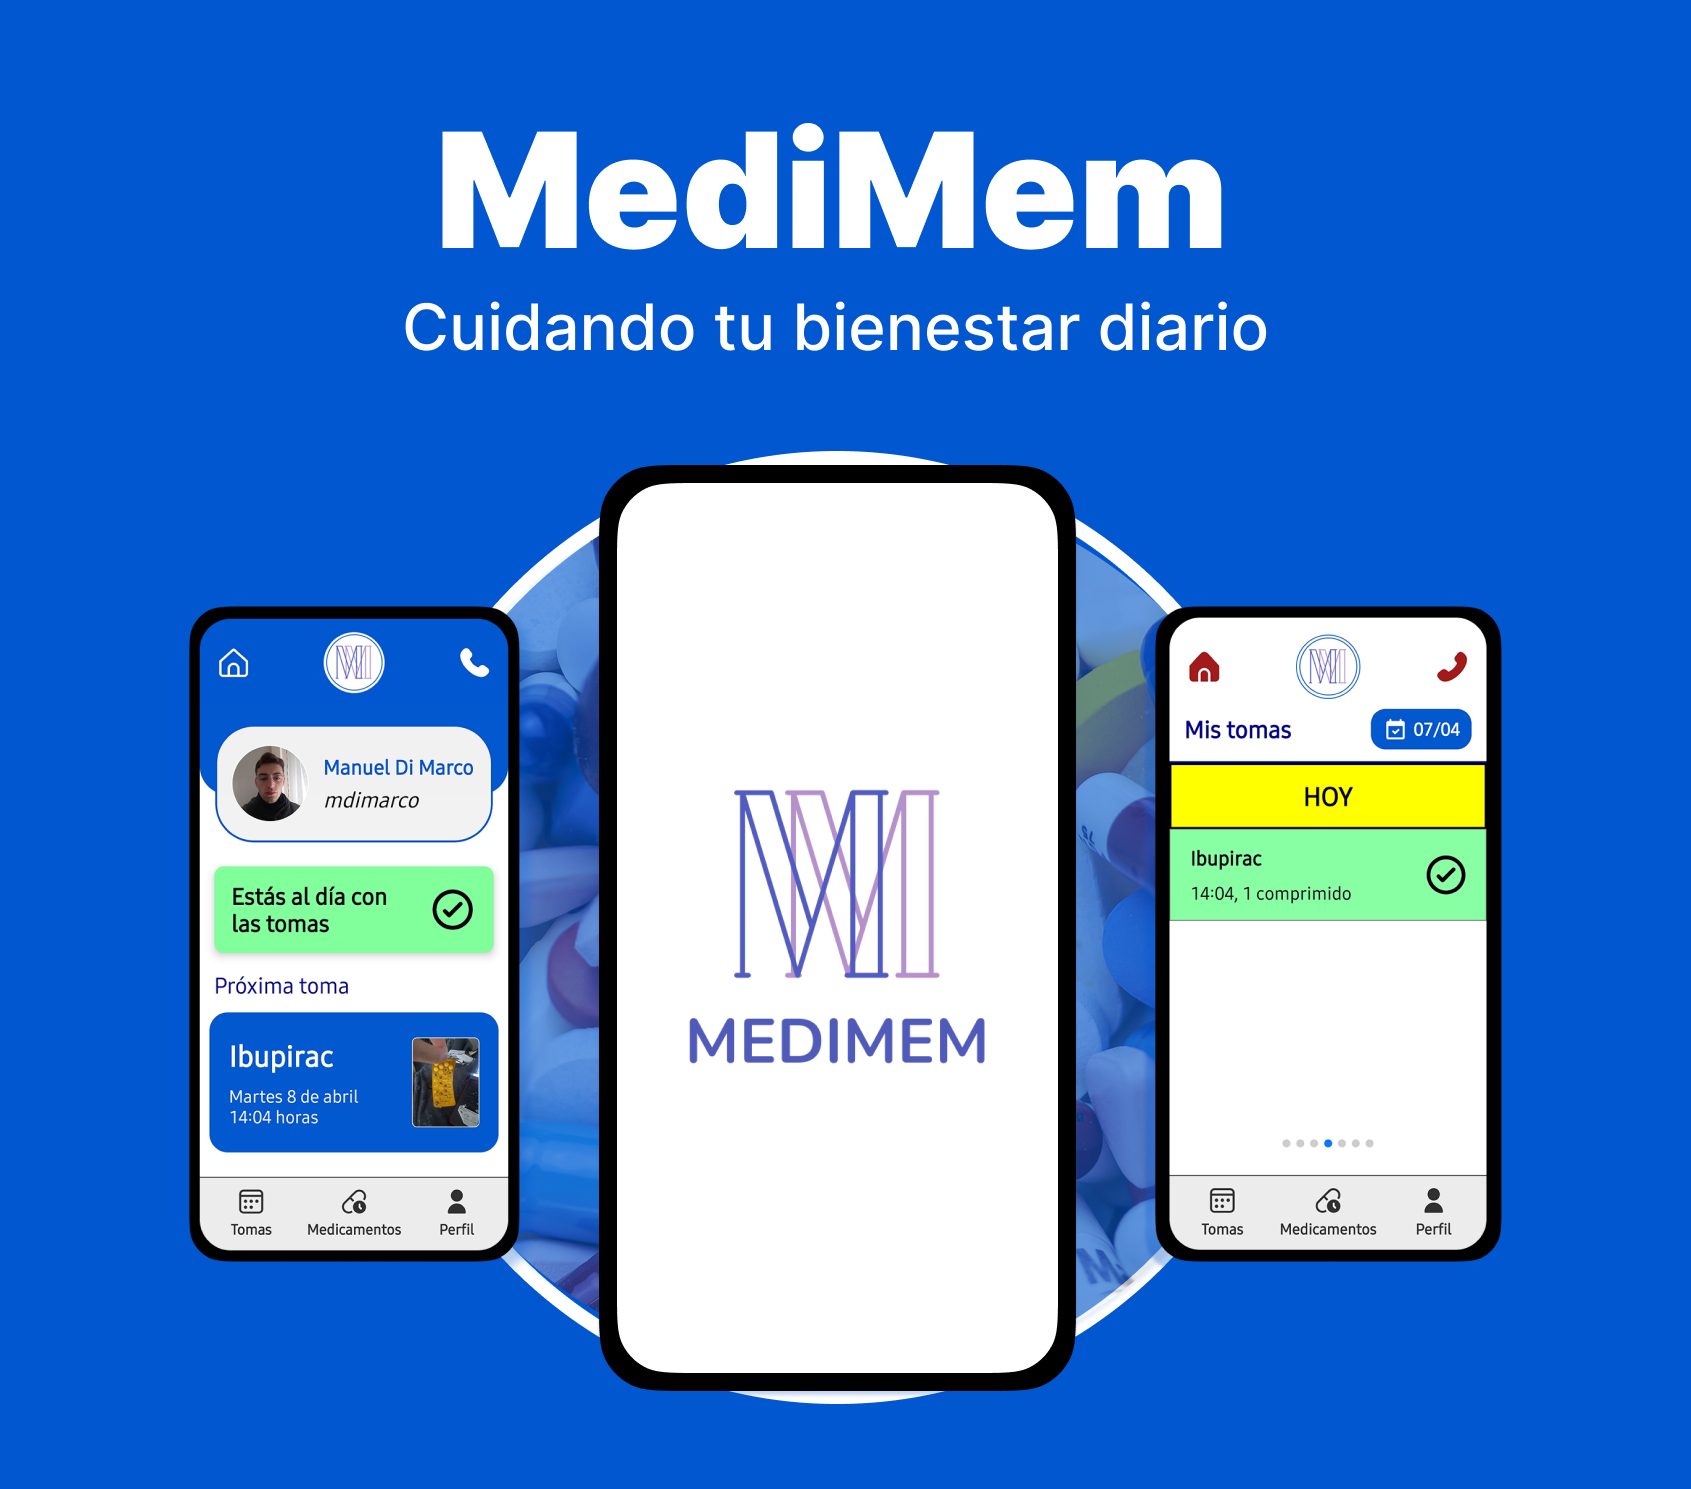 MediMem
Cuidando tu bienestar diario
Manuel Di Marco
mdimarco
Estás al día con
las tomas
Próxima toma
Ibupirac
Martes 8 de abril
14:04 horas
Tomas
Medicamentos
Perfil
MEDIMEM
Mis tomas
07/04
HOY
Ibupirac
14:04, 1 comprimido
Tomas
Medicamentos
Perfil